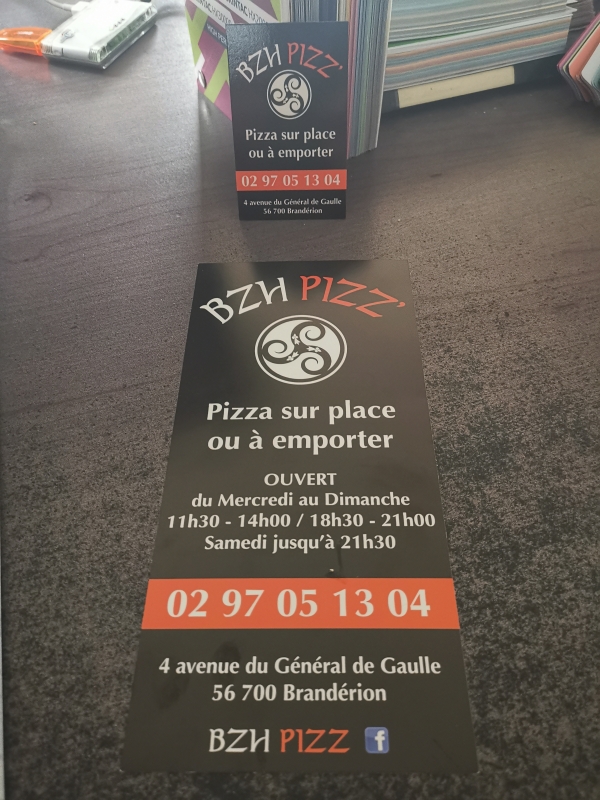 BZH PIZZ'
Pizza sur place
ou à emporter
02 97 05 13 04
4 avenue du Général de Gaulle
56 700 Brandérion
BZH PIZZ'
Pizza sur place
ou à emporter
OUVERT
du Mercredi au Dimanche
11h30 - 14h00 / 18h30 - 21h00
Samedi jusqu'à 21h30
02 97 05 13 04
4 avenue du Général de Gaulle
56 700 Brandérion
BZH PIZZ f